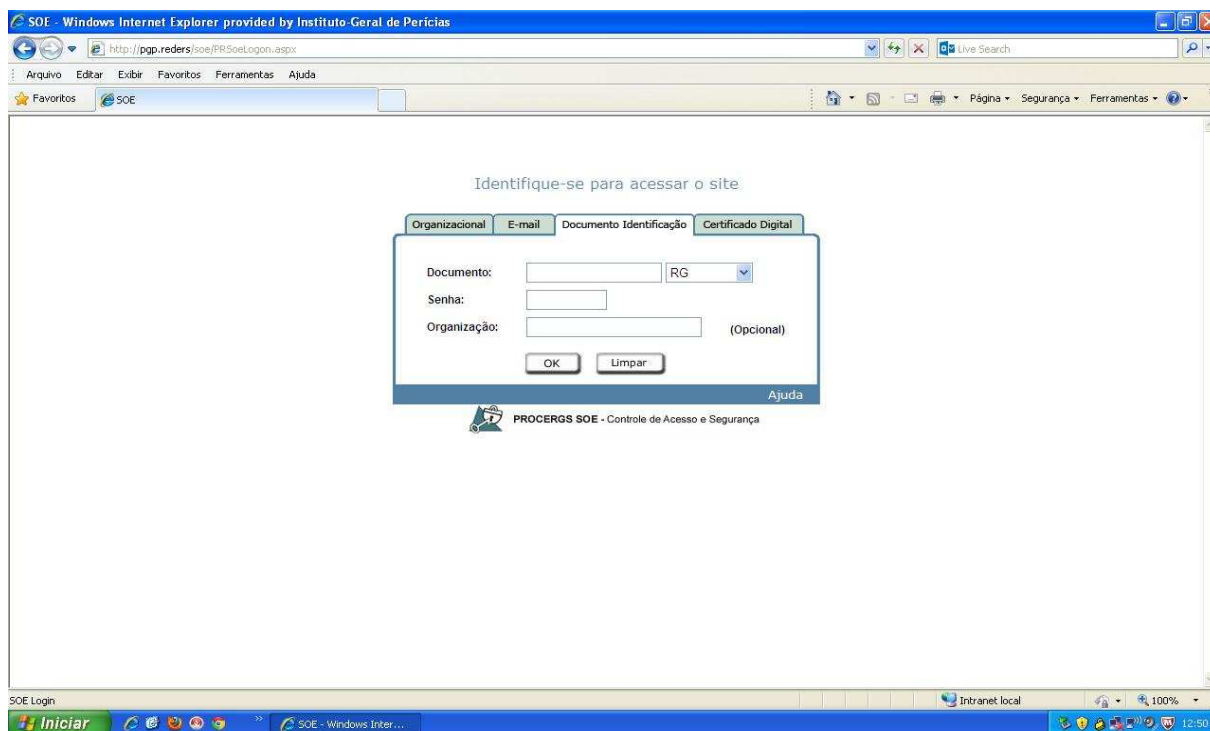 SOE - Windows Internet Explorer provided by Instituto-Geral de Perícias
http://pgp.reders/soe/PRSoeLogon.aspx
Live Search
Arquivo Editar Exibir Favoritos Ferramentas Ajuda
Favoritos SOE Página Segurança Ferramentas
Identifique-se para acessar o site
Organizacional E-mail Documento Identificação Certificado Digital
Documento: RG
Senha:
Organização: (Opcional)
OK Limpar
Ajuda
PROCERGS SOE - Controle de Acesso e Segurança
SOE Login Intranet local 100%
Iniciar SOE - Windows Inter... 12:50